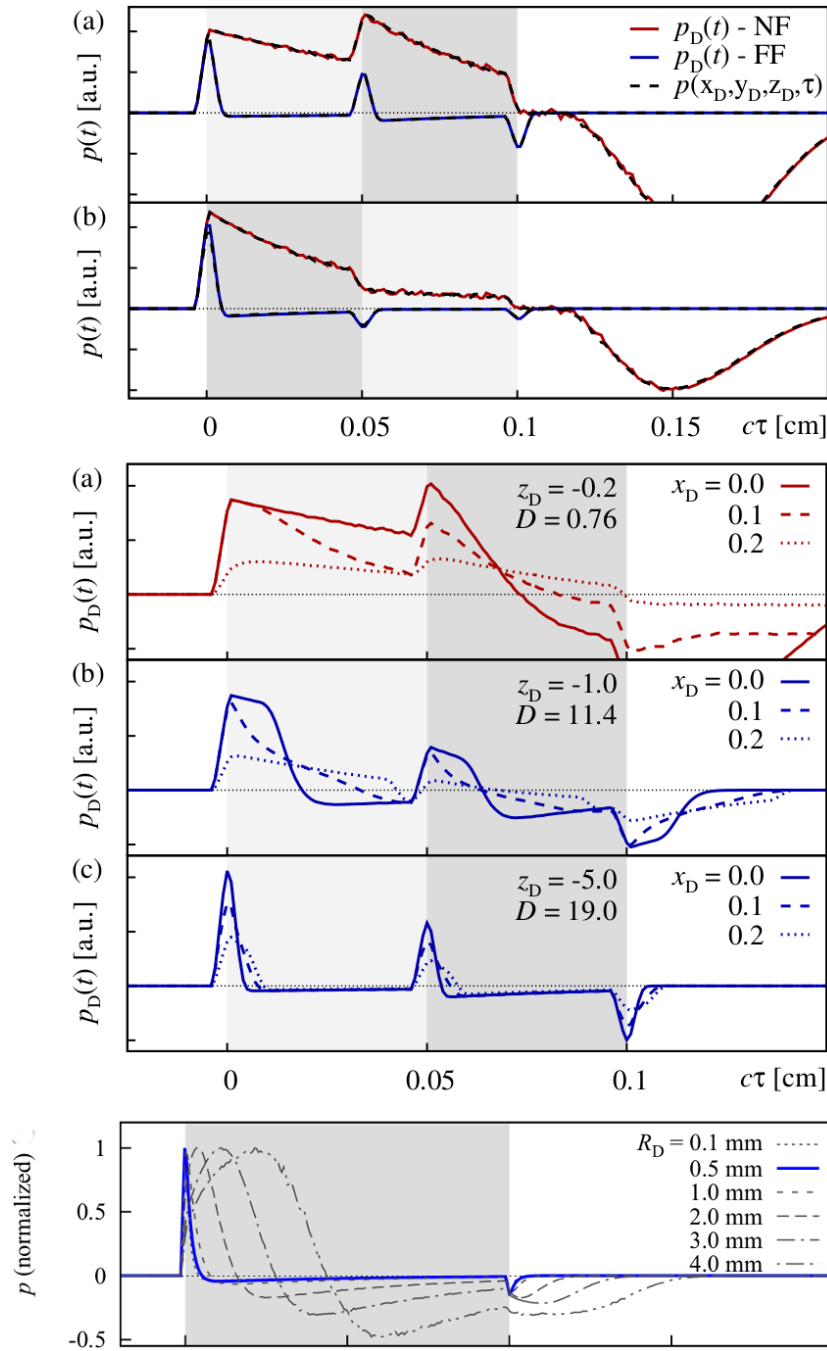 (a)
p_D(t) - NF
p_D(t) - FF
p(x_D,y_D,z_D,τ)
p(t) [a.u.]
(b)
p(t) [a.u.]
0 0.05 0.1 0.15 cτ [cm]
(a)
z_D = -0.2 x_D = 0.0
D = 0.76 0.1
0.2
p_D(t) [a.u.]
(b)
z_D = -1.0 x_D = 0.0
D = 11.4 0.1
0.2
p_D(t) [a.u.]
(c)
z_D = -5.0 x_D = 0.0
D = 19.0 0.1
0.2
p_D(t) [a.u.]
0 0.05 0.1 cτ [cm]
p (normalized)
1
0.5
0
-0.5
R_D = 0.1 mm
0.5 mm
1.0 mm
2.0 mm
3.0 mm
4.0 mm